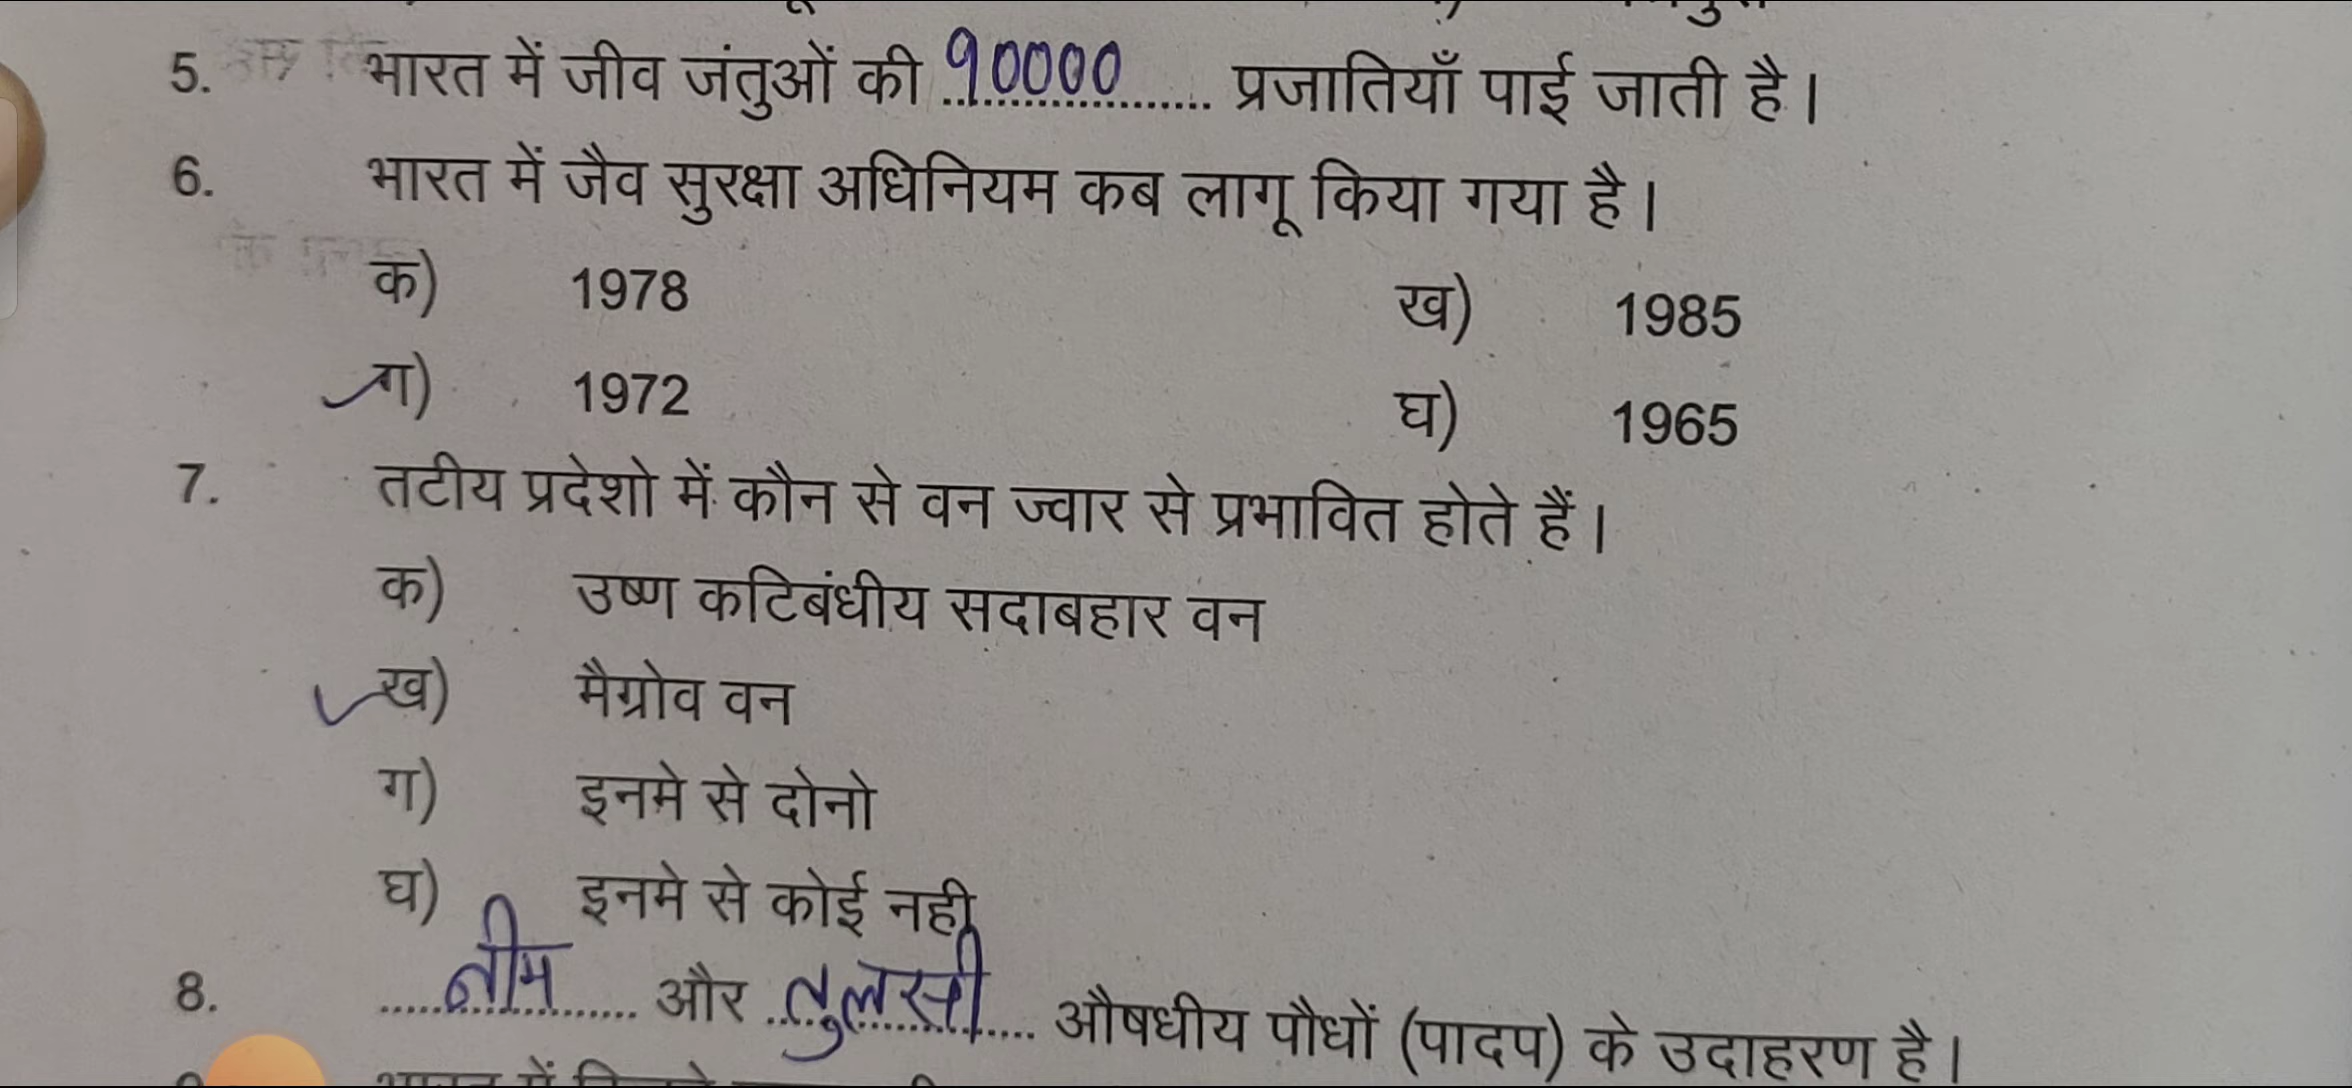 5. भारत में जीव जंतुओं की 90000 प्रजातियाँ पाई जाती है।
6. भारत में जैव सुरक्षा अधिनियम कब लागू किया गया है।
क) 1978 ख) 1985
ग) 1972 घ) 1965
7. तटीय प्रदेशो में कौन से वन ज्वार से प्रभावित होते हैं।
क) उष्ण कटिबंधीय सदाबहार वन
ख) मैग्रोव वन
ग) इनमे से दोनो
घ) इनमे से कोई नही
8. नीम और तुलसी औषधीय पौधों (पादप) के उदाहरण है।